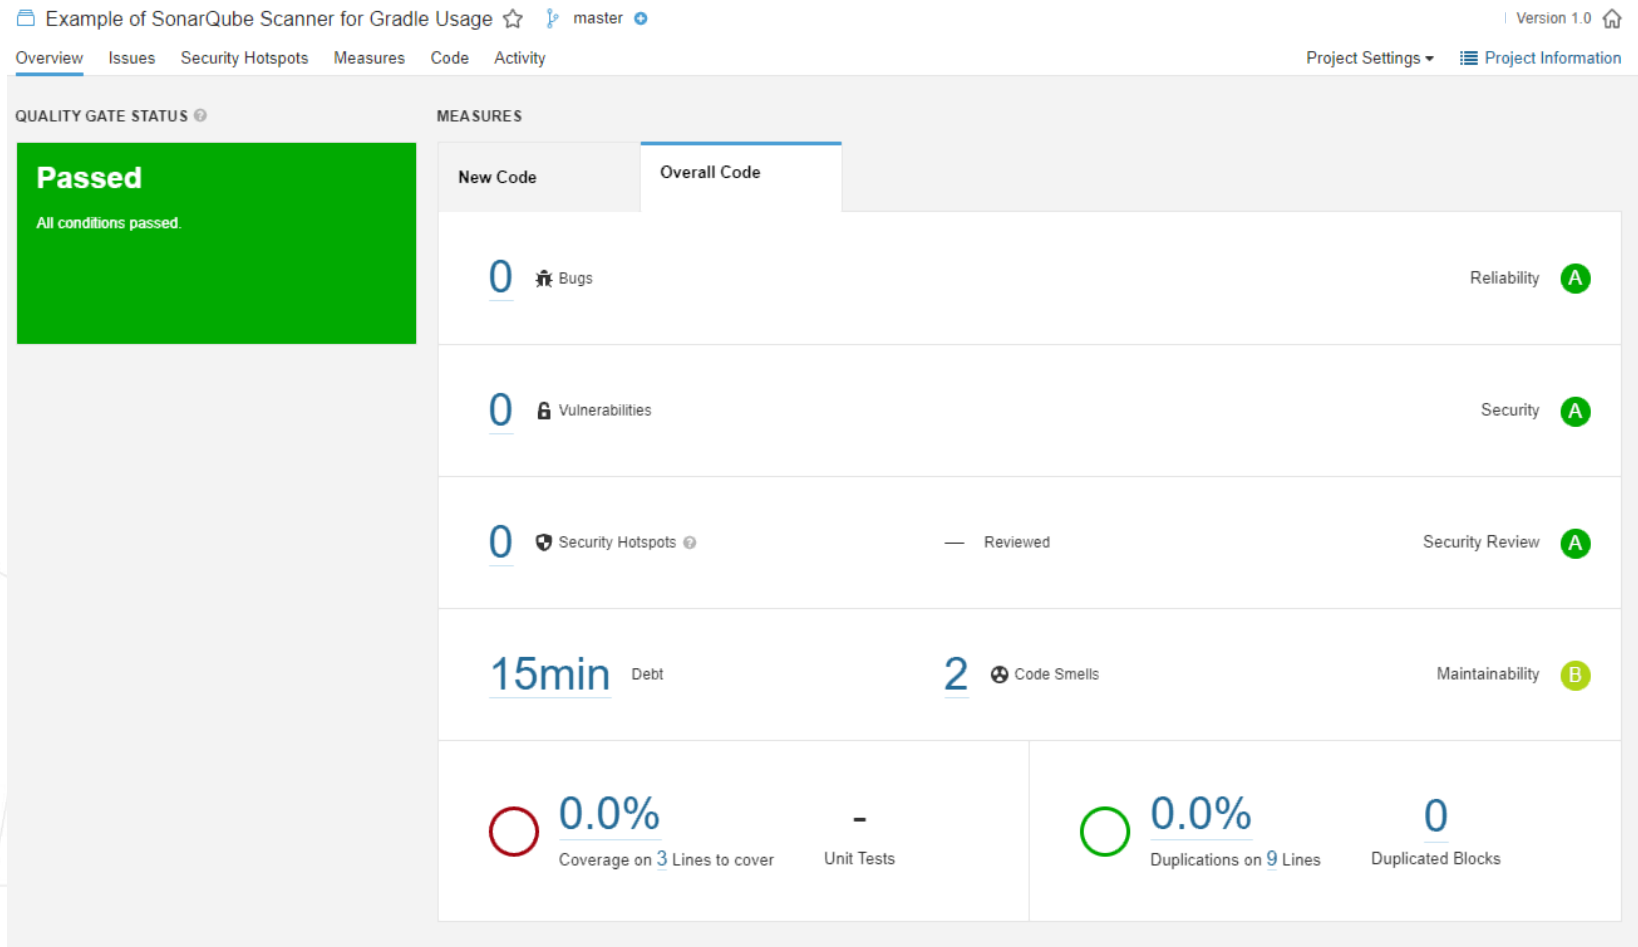 Example of SonarQube Scanner for Gradle Usage master Version 1.0
Overview Issues Security Hotspots Measures Code Activity Project Settings Project Information
QUALITY GATE STATUS ?
MEASURES
Passed
All conditions passed.
New Code
Overall Code
0 Bugs Reliability A
0 Vulnerabilities Security A
0 Security Hotspots ? — Reviewed Security Review A
15min Debt 2 Code Smells Maintainability B
0.0% - 0.0% 0
Coverage on 3 Lines to cover Unit Tests Duplications on 9 Lines Duplicated Blocks